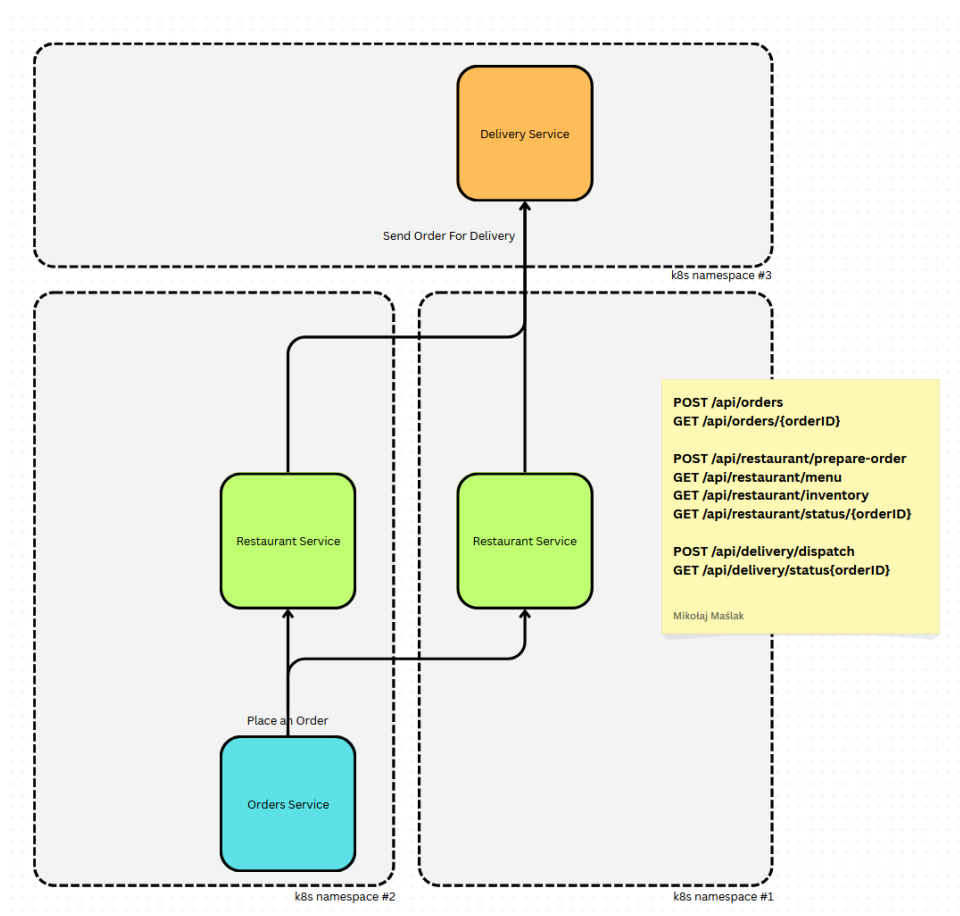 Delivery Service
Send Order For Delivery
k8s namespace #3
POST /api/orders
GET /api/orders/{orderID}
POST /api/restaurant/prepare-order
GET /api/restaurant/menu
GET /api/restaurant/inventory
GET /api/restaurant/status/{orderID}
POST /api/delivery/dispatch
GET /api/delivery/status{orderID}
Mikołaj Maślak
Restaurant Service
Restaurant Service
Place an Order
Orders Service
k8s namespace #2
k8s namespace #1